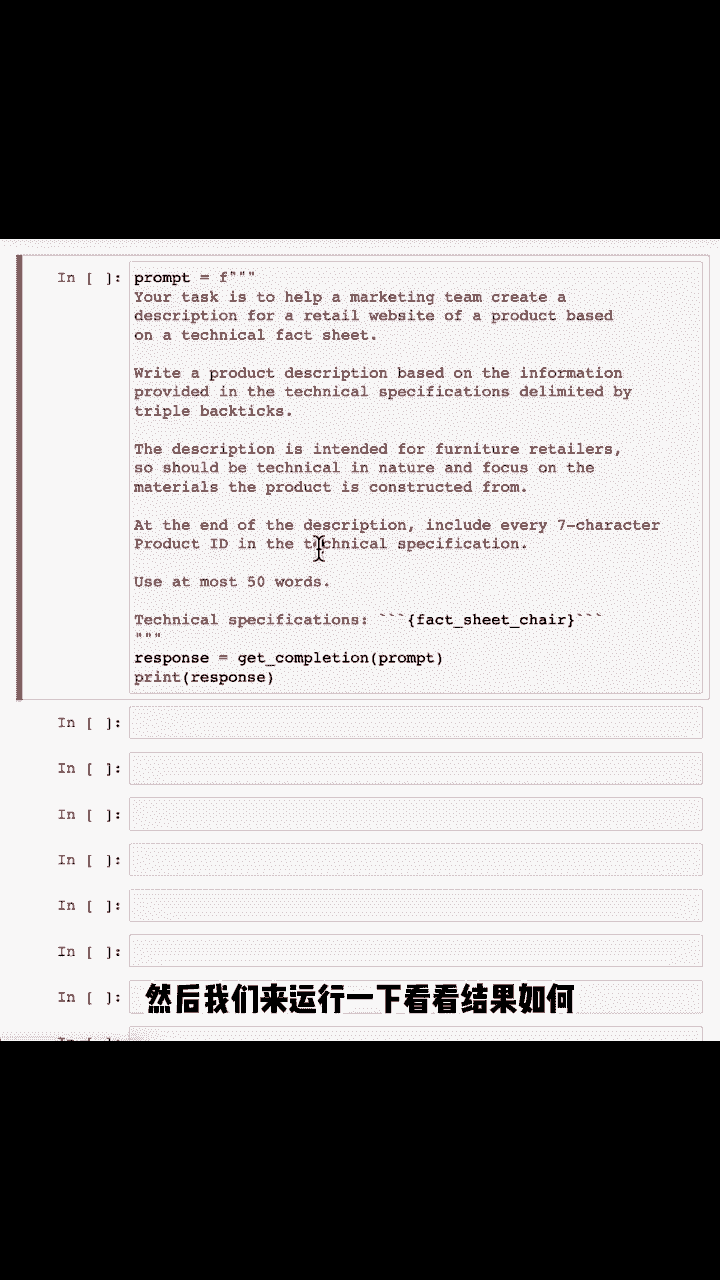 In [ ]: prompt = f"""
Your task is to help a marketing team create a
description for a retail website of a product based
on a technical fact sheet.
Write a product description based on the information
provided in the technical specifications delimited by
triple backticks.
The description is intended for furniture retailers,
so should be technical in nature and focus on the
materials the product is constructed from.
At the end of the description, include every 7-character
Product ID in the technical specification.
Use at most 50 words.
Technical specifications: ```{fact_sheet_chair}```
"""
response = get_completion(prompt)
print(response)
In [ ]:
In [ ]:
In [ ]:
In [ ]:
In [ ]:
In [ ]:
In [ ]:
然后我们来运行一下看看结果如何